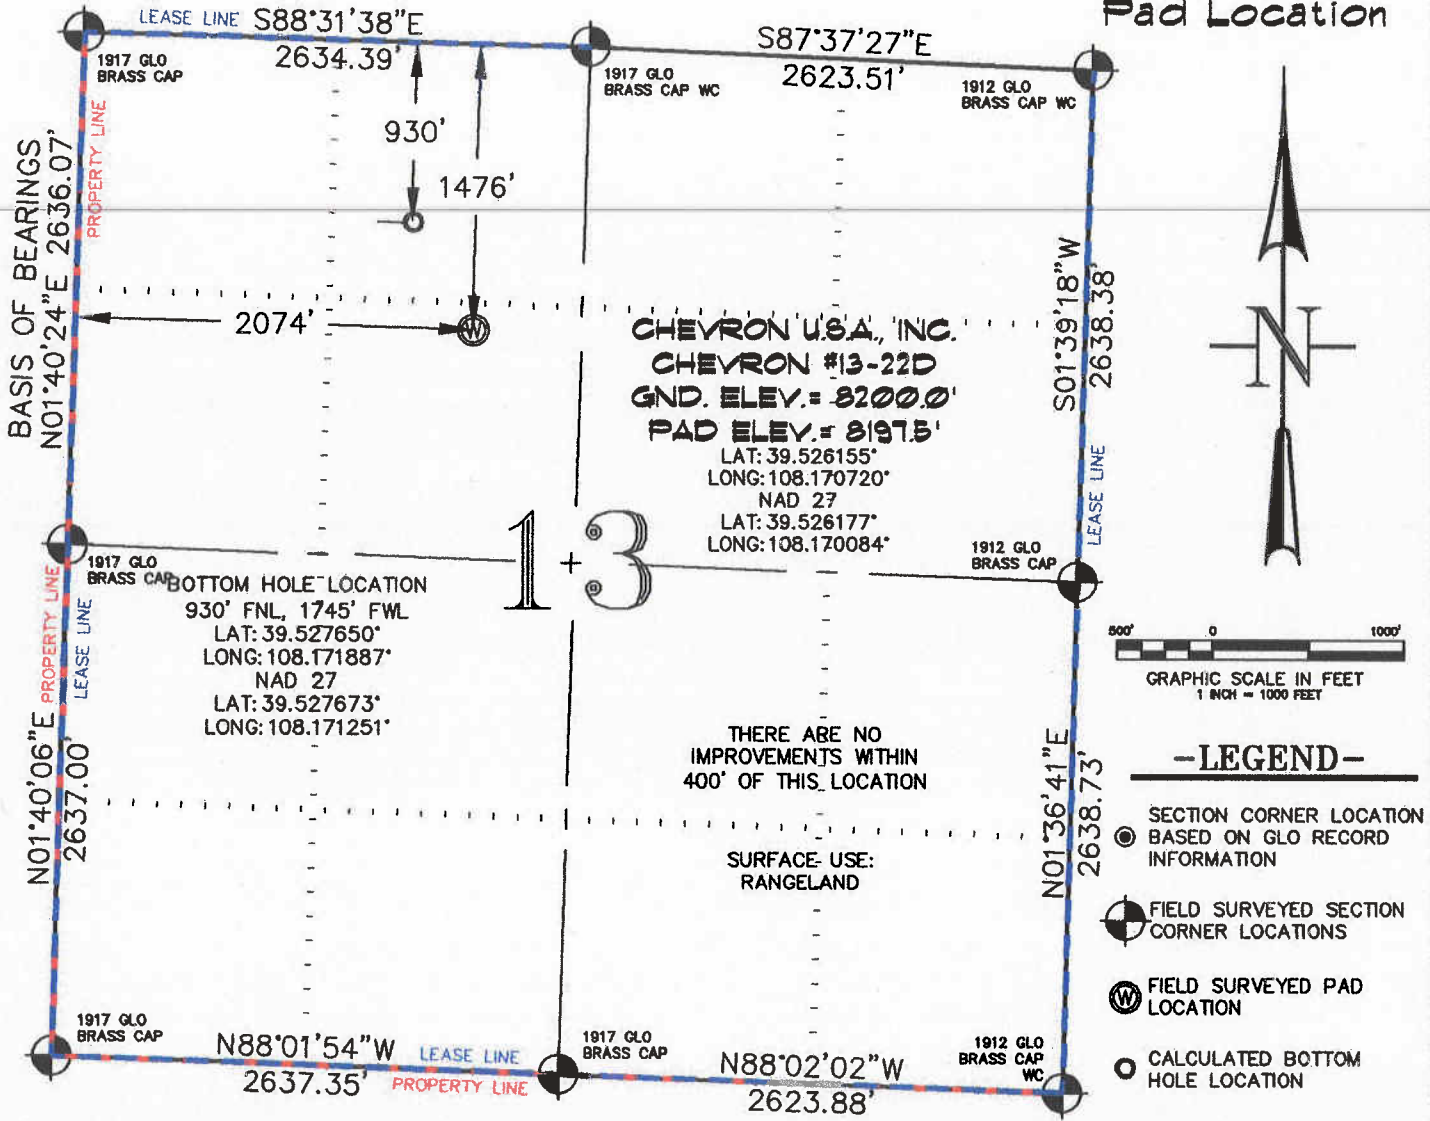 Pad Location
LEASE LINE
S88°31'38"E
2634.39'
S87°37'27"E
2623.51'
1917 GLO
BRASS CAP
1917 GLO
BRASS CAP WC
1912 GLO
BRASS CAP WC
PROPERTY LINE
BASIS OF BEARINGS
N01°40'24"E 2636.07'
930'
1476'
2074'
W
CHEVRON U.S.A., INC.
CHEVRON #13-22D
GND. ELEV.= 8200.0'
PAD ELEV.= 8197.5'
LAT: 39.526155°
LONG: 108.170720°
NAD 27
LAT: 39.526177°
LONG: 108.170084°
S01°39'18"W
2638.38'
LEASE LINE
N
1917 GLO
BRASS CAP
13
1912 GLO
BRASS CAP
BOTTOM HOLE LOCATION
930' FNL, 1745' FWL
LAT: 39.527650°
LONG: 108.171887°
NAD 27
LAT: 39.527673°
LONG: 108.171251°
PROPERTY LINE
LEASE LINE
N01°40'06"E
2637.00'
500' 0 1000'
GRAPHIC SCALE IN FEET
1 INCH = 1000 FEET
THERE ARE NO
IMPROVEMENTS WITHIN
400' OF THIS LOCATION
SURFACE USE:
RANGELAND
N01°36'41"E
2638.73'
-LEGEND-
SECTION CORNER LOCATION
BASED ON GLO RECORD
INFORMATION
FIELD SURVEYED SECTION
CORNER LOCATIONS
W
FIELD SURVEYED PAD
LOCATION
CALCULATED BOTTOM
HOLE LOCATION
1917 GLO
BRASS CAP
N88°01'54"W
2637.35'
LEASE LINE
PROPERTY LINE
1917 GLO
BRASS CAP
N88°02'02"W
2623.88'
1912 GLO
BRASS CAP
WC